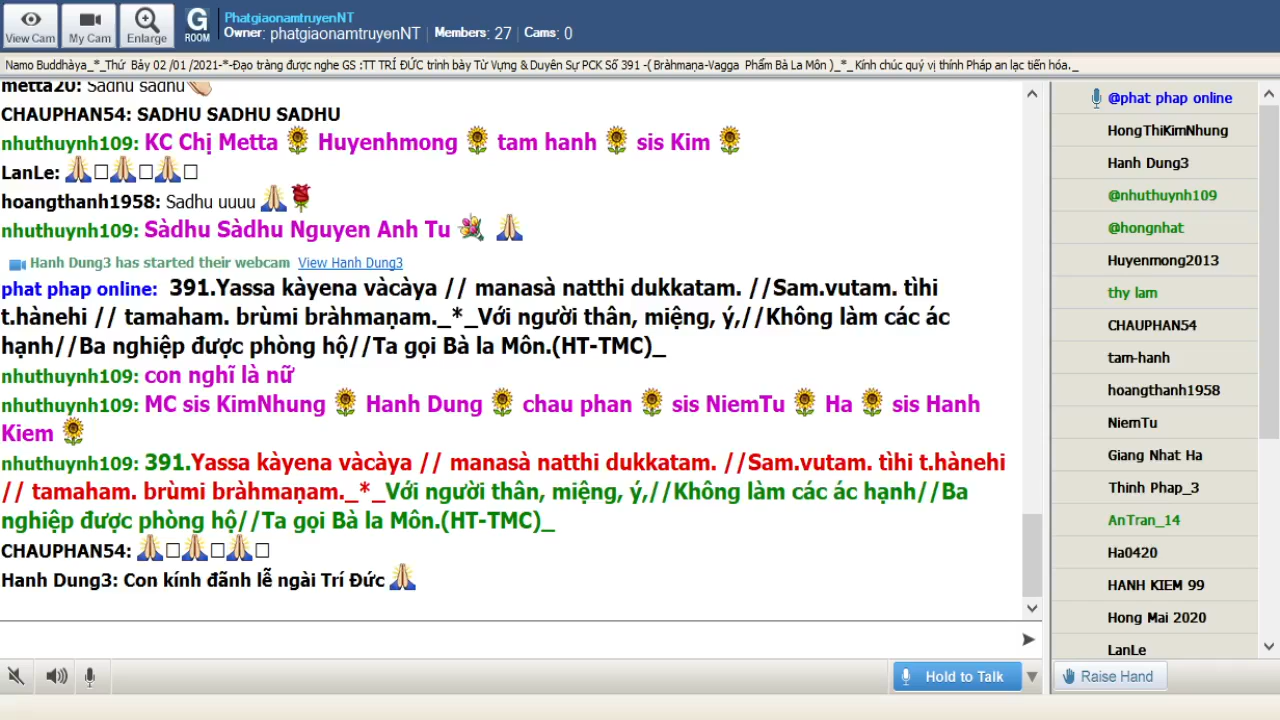 View Cam
My Cam
Enlarge
G
ROOM
PhatgiaonamtruyenNT
Owner: phatgiaonamtruyenNT | Members: 27 | Cams: 0
Namo Buddhàya_*_Thứ Bảy 02 /01 /2021-*-Đạo tràng được nghe GS :TT TRÍ ĐỨC trình bày Từ Vựng & Duyên Sự PCK Số 391 -( Bràhmaṇa-Vagga Phẩm Bà La Môn )_*_ Kính chúc quý vị thính Pháp an lạc tiến hóa._
metta20: Sadhu sadhu
CHAUPHAN54: SADHU SADHU SADHU
nhuthuynh109: KC Chị Metta 🌻 Huyenhmong 🌻 tam hanh 🌻 sis Kim 🌻
LanLe: 🙏□🙏□🙏□
hoangthanh1958: Sadhu uuuu 🙏🌹
nhuthuynh109: Sàdhu Sàdhu Nguyen Anh Tu 💐 🙏
Hanh Dung3 has started their webcam View Hanh Dung3
phat phap online: 391.Yassa kàyena vàcàya // manasà natthi dukkatam. //Sam.vutam. tìhi
t.hànehi // tamaham. brùmi bràhmaṇam._*_Với người thân, miệng, ý,//Không làm các ác
hạnh//Ba nghiệp được phòng hộ//Ta gọi Bà la Môn.(HT-TMC)_
nhuthuynh109: con nghĩ là nữ
nhuthuynh109: MC sis KimNhung 🌻 Hanh Dung 🌻 chau phan 🌻 sis NiemTu 🌻 Ha 🌻 sis Hanh
Kiem 🌻
nhuthuynh109: 391.Yassa kàyena vàcàya // manasà natthi dukkatam. //Sam.vutam. tìhi t.hànehi
// tamaham. brùmi bràhmaṇam._*_Với người thân, miệng, ý,//Không làm các ác hạnh//Ba
nghiệp được phòng hộ//Ta gọi Bà la Môn.(HT-TMC)_
CHAUPHAN54: 🙏□🙏□🙏□
Hanh Dung3: Con kính đãnh lễ ngài Trí Đức 🙏
Hold to Talk
@phat phap online
HongThiKimNhung
Hanh Dung3
@nhuthuynh109
@hongnhat
Huyenmong2013
thy lam
CHAUPHAN54
tam-hanh
hoangthanh1958
NiemTu
Giang Nhat Ha
Thinh Phap_3
AnTran_14
Ha0420
HANH KIEM 99
Hong Mai 2020
LanLe
Raise Hand